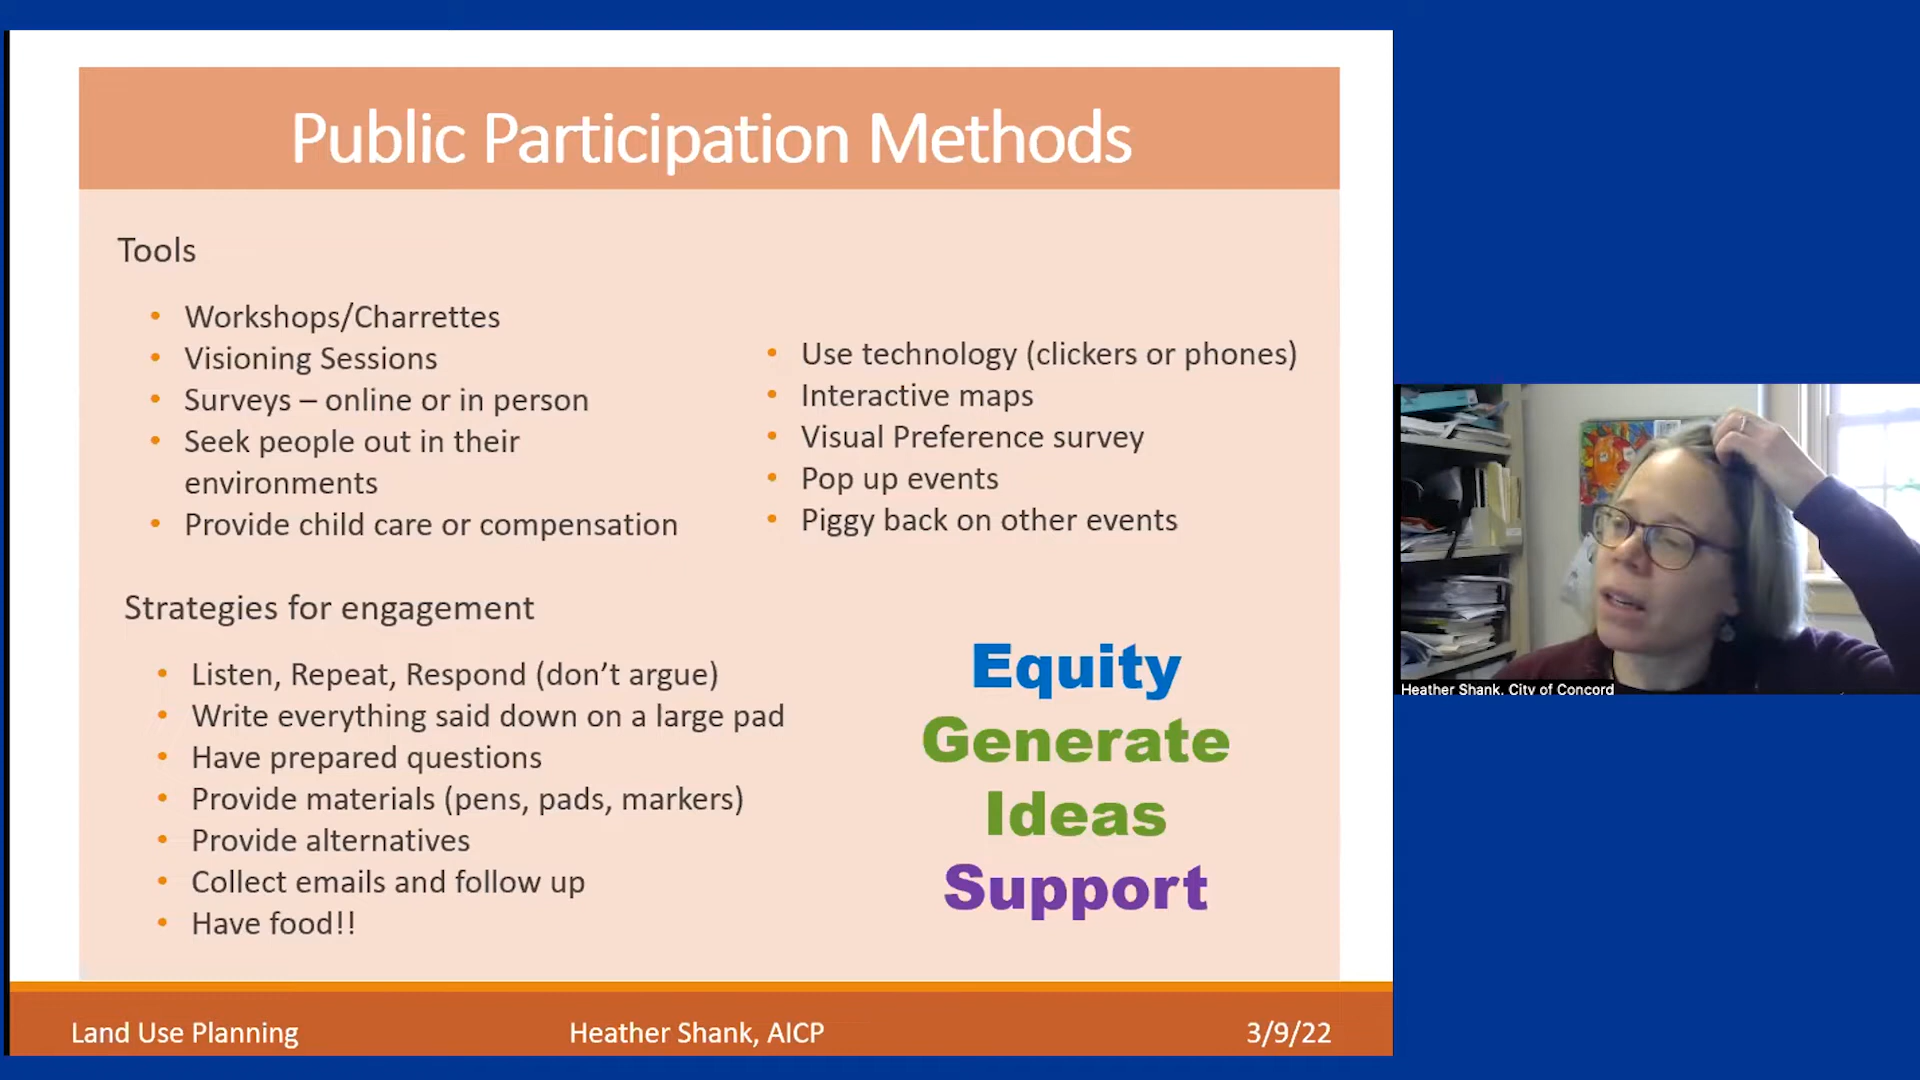 Public Participation Methods
Tools
• Workshops/Charrettes
• Visioning Sessions
• Surveys – online or in person
• Seek people out in their
environments
• Provide child care or compensation
• Use technology (clickers or phones)
• Interactive maps
• Visual Preference survey
• Pop up events
• Piggy back on other events
Strategies for engagement
• Listen, Repeat, Respond (don’t argue)
• Write everything said down on a large pad
• Have prepared questions
• Provide materials (pens, pads, markers)
• Provide alternatives
• Collect emails and follow up
• Have food!!
Equity
Generate
Ideas
Support
Land Use Planning
Heather Shank, AICP
3/9/22
Heather Shank, City of Concord